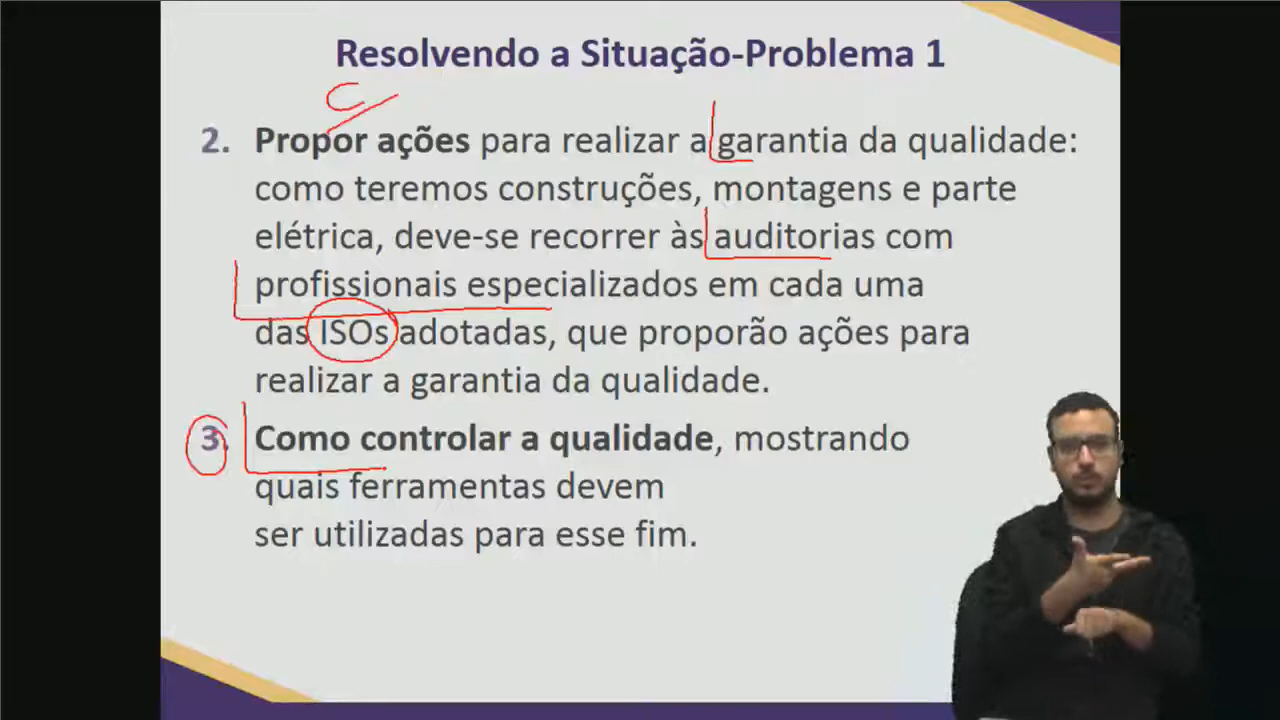 Resolvendo a Situação-Problema 1
2. Propor ações para realizar a garantia da qualidade:
como teremos construções, montagens e parte
elétrica, deve-se recorrer às auditorias com
profissionais especializados em cada uma
das ISOs adotadas, que proporão ações para
realizar a garantia da qualidade.
3. Como controlar a qualidade, mostrando
quais ferramentas devem
ser utilizadas para esse fim.